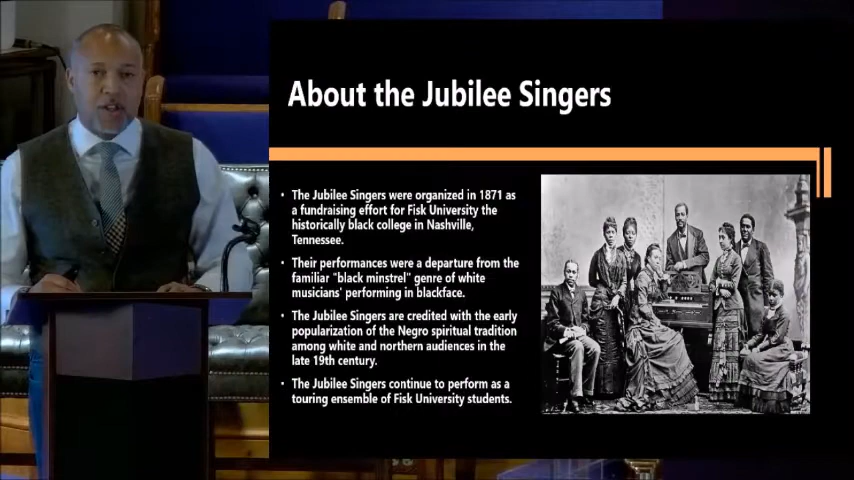 About the Jubilee Singers
• The Jubilee Singers were organized in 1871 as
a fundraising effort for Fisk University the
historically black college in Nashville,
Tennessee.
• Their performances were a departure from the
familiar "black minstrel" genre of white
musicians' performing in blackface.
• The Jubilee Singers are credited with the early
popularization of the Negro spiritual tradition
among white and northern audiences in the
late 19th century.
• The Jubilee Singers continue to perform as a
touring ensemble of Fisk University students.